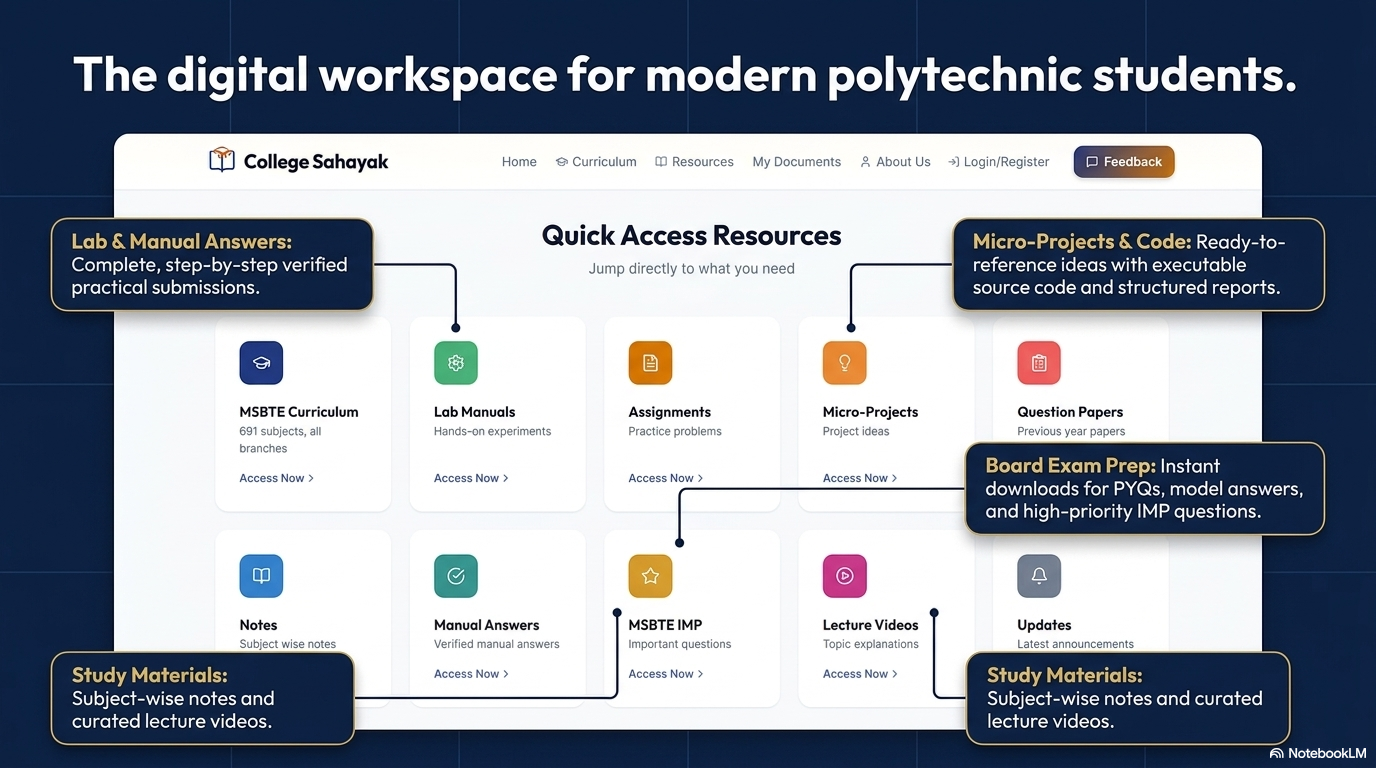 The digital workspace for modern polytechnic students.
College Sahayak
Home
Curriculum
Resources
My Documents
About Us
Login/Register
Feedback
Quick Access Resources
Jump directly to what you need
Lab & Manual Answers:
Complete, step-by-step verified
practical submissions.
Micro-Projects & Code: Ready-to-
reference ideas with executable
source code and structured reports.
MSBTE Curriculum
691 subjects, all
branches
Access Now >
Lab Manuals
Hands-on experiments
Access Now >
Assignments
Practice problems
Access Now >
Micro-Projects
Project ideas
Access Now >
Question Papers
Previous year papers
Board Exam Prep: Instant
downloads for PYQs, model answers,
and high-priority IMP questions.
Notes
Subject wise notes
Manual Answers
Verified manual answers
Access Now >
MSBTE IMP
Important questions
Access Now >
Lecture Videos
Topic explanations
Access Now >
Updates
Latest announcements
Study Materials:
Subject-wise notes and
curated lecture videos.
Study Materials:
Subject-wise notes and curated
lecture videos.
NotebookLM